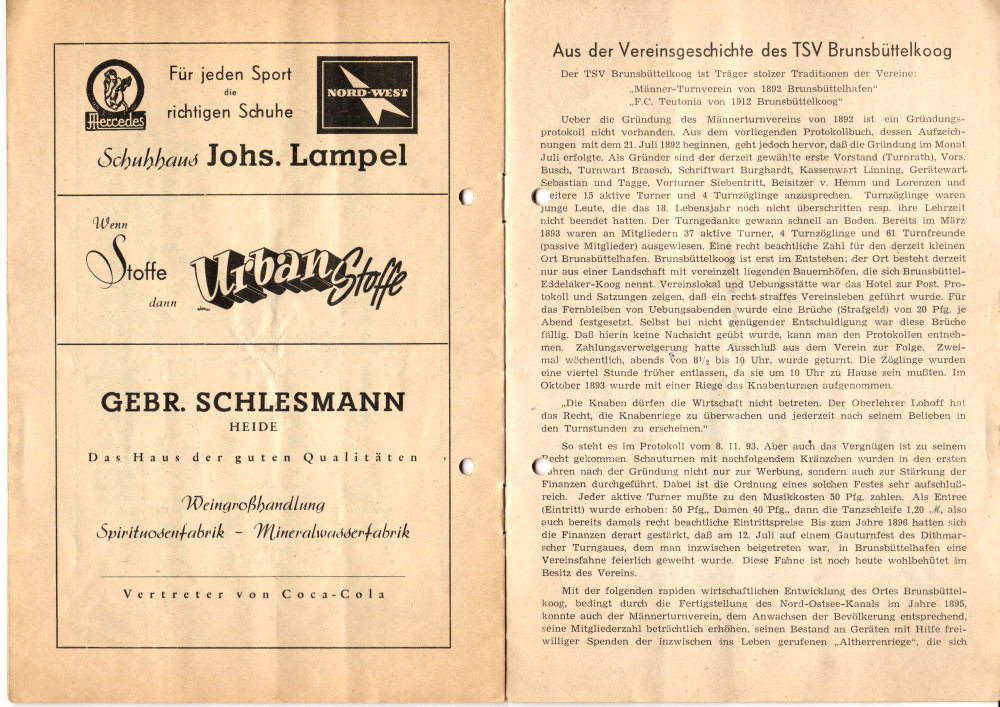 Mercedes
Für jeden Sport
die
richtigen Schuhe
NORD-WEST
Schuhhaus Johs. Lampel
Wenn
Stoffe
dann
Urban Stoffe
GEBR. SCHLESMANN
HEIDE
Das Haus der guten Qualitäten
Weingroßhandlung
Spirituosenfabrik – Mineralwasserfabrik
Vertreter von Coca-Cola
Aus der Vereinsgeschichte des TSV Brunsbüttelkoog
Der TSV Brunsbüttelkoog ist Träger stolzer Traditionen der Vereine:
„Männer-Turnverein von 1892 Brunsbüttelhafen“
„F.C. Teutonia von 1912 Brunsbüttelkoog“
Ueber die Gründung des Männerturnvereins von 1892 ist ein Gründungs-
protokoll nicht vorhanden. Aus dem vorliegenden Protokollbuch, dessen Aufzeich-
nungen mit dem 21. Juli 1892 beginnen, geht jedoch hervor, daß die Gründung im Monat
Juli erfolgte. Als Gründer sind der derzeit gewählte erste Vorstand (Turnrath), Vors.
Busch, Turnwart Braasch, Schriftwart Burghardt, Kassenwart Linning, Gerätewart
Sebastian und Tagge, Vorturner Siebentritt, Beisitzer v. Hemm und Lorenzen und
eitere 15 aktive Turner und 4 Turnzöglinge anzusprechen. Turnzöglinge waren
junge Leute, die das 18. Lebensjahr noch nicht überschritten resp. ihre Lehrzeit
nicht beendet hatten. Der Turngedanke gewann schnell an Boden. Bereits im März
1893 waren an Mitgliedern 37 aktive Turner, 4 Turnzöglinge und 61 Turnfreunde
(passive Mitglieder) ausgewiesen. Eine recht beachtliche Zahl für den derzeit kleinen
Ort Brunsbüttelhafen. Brunsbüttelkoog ist erst im Entstehen; der Ort besteht derzeit
nur aus einer Landschaft mit vereinzelt liegenden Bauernhöfen, die sich Brunsbüttel-
Eddelaker-Koog nennt. Vereinslokal und Uebungsstätte war das Hotel zur Post. Pro-
tokoll und Satzungen zeigen, daß ein recht straffes Vereinsleben geführt wurde. Für
das Fernbleiben von Uebungsabenden wurde eine Brüche (Strafgeld) von 20 Pfg. je
Abend festgesetzt. Selbst bei nicht genügender Entschuldigung war diese Brüche
fällig. Daß hierin keine Nachsicht geübt wurde, kann man den Protokollen entneh-
men. Zahlungsverweigerung hatte Ausschluß aus dem Verein zur Folge. Zwei-
mal wöchentlich, abends von 8½ bis 10 Uhr, wurde geturnt. Die Zöglinge wurden
eine viertel Stunde früher entlassen, da sie um 10 Uhr zu Hause sein mußten. Im
Oktober 1893 wurde mit einer Riege das Knabenturnen aufgenommen.
„Die Knaben dürfen die Wirtschaft nicht betreten. Der Oberlehrer Lohoff hat
das Recht, die Knabenriege zu überwachen und jederzeit nach seinem Belieben in
den Turnstunden zu erscheinen.“
So steht es im Protokoll vom 8. 11. 93. Aber auch das Vergnügen ist zu seinem
Recht gekommen. Schauturnen mit nachfolgendem Kränzchen wurden in den ersten
ahren nach der Gründung nicht nur zur Werbung, sondern auch zur Stärkung der
Finanzen durchgeführt. Dabei ist die Ordnung eines solchen Festes sehr aufschluß-
reich. Jeder aktive Turner mußte zu den Musikkosten 50 Pfg. zahlen. Als Entree
(Eintritt) wurde erhoben: 50 Pfg., Damen 40 Pfg., dann die Tanzschleife 1,20 ℳ, also
auch bereits damals recht beachtliche Eintrittspreise. Bis zum Jahre 1896 hatten sich
die Finanzen derart gestärkt, daß am 12. Juli auf einem Gauturnfest des Dithmar-
scher Turngaues, dem man inzwischen beigetreten war, in Brunsbüttelhafen eine
Vereinsfahne feierlich geweiht wurde. Diese Fahne ist noch heute wohlbehütet im
Besitz des Vereins.
Mit der folgenden rapiden wirtschaftlichen Entwicklung des Ortes Brunsbüttel-
koog, bedingt durch die Fertigstellung des Nord-Ostsee-Kanals im Jahre 1895,
konnte auch der Männerturnverein, dem Anwachsen der Bevölkerung entsprechend,
seine Mitgliederzahl beträchtlich erhöhen, seinen Bestand an Geräten mit Hilfe frei-
williger Spenden der inzwischen ins Leben gerufenen „Altherrenriege“, die sich